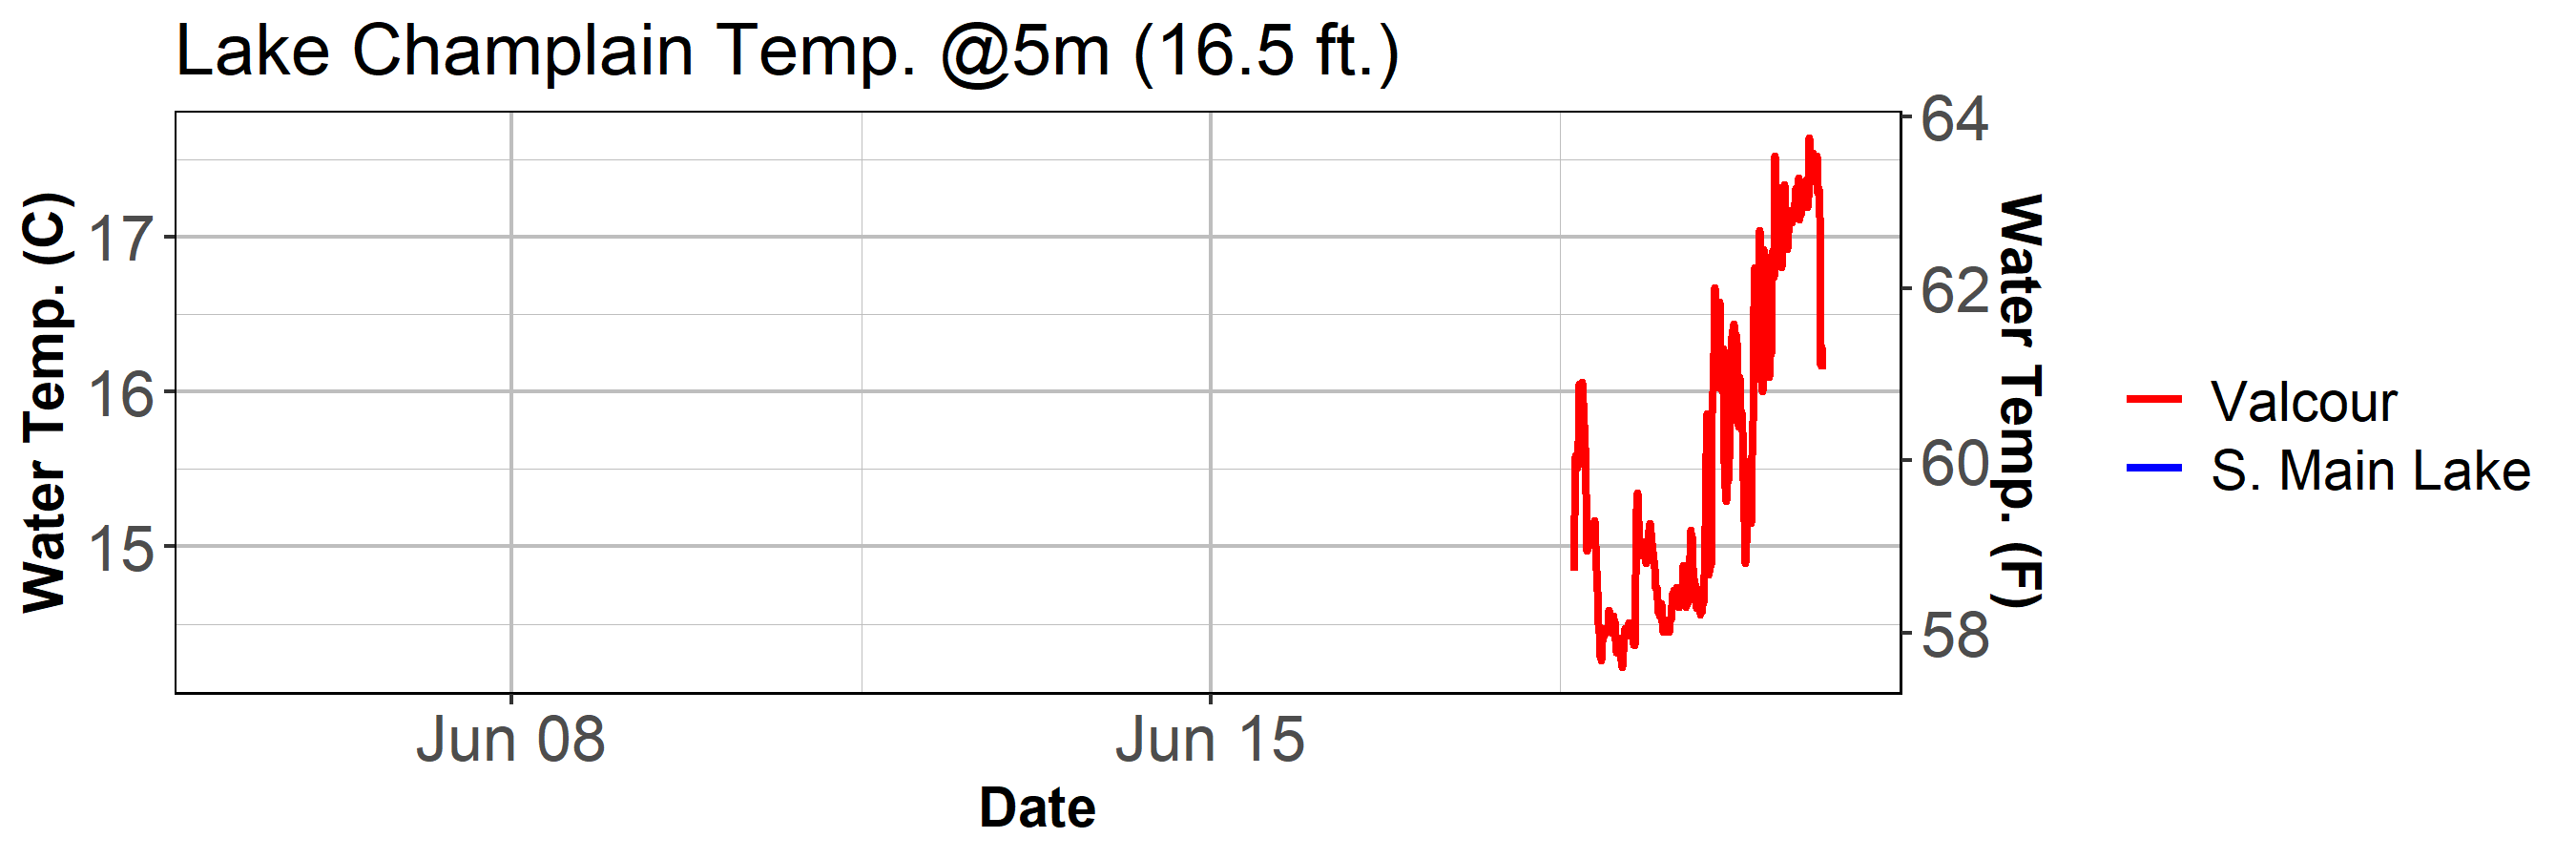 Lake Champlain Temp. @5m (16.5 ft.)
Water Temp. (C)
17
16
15
64
62
60
58
Water Temp. (F)
Jun 08
Jun 15
Date
Valcour
S. Main Lake